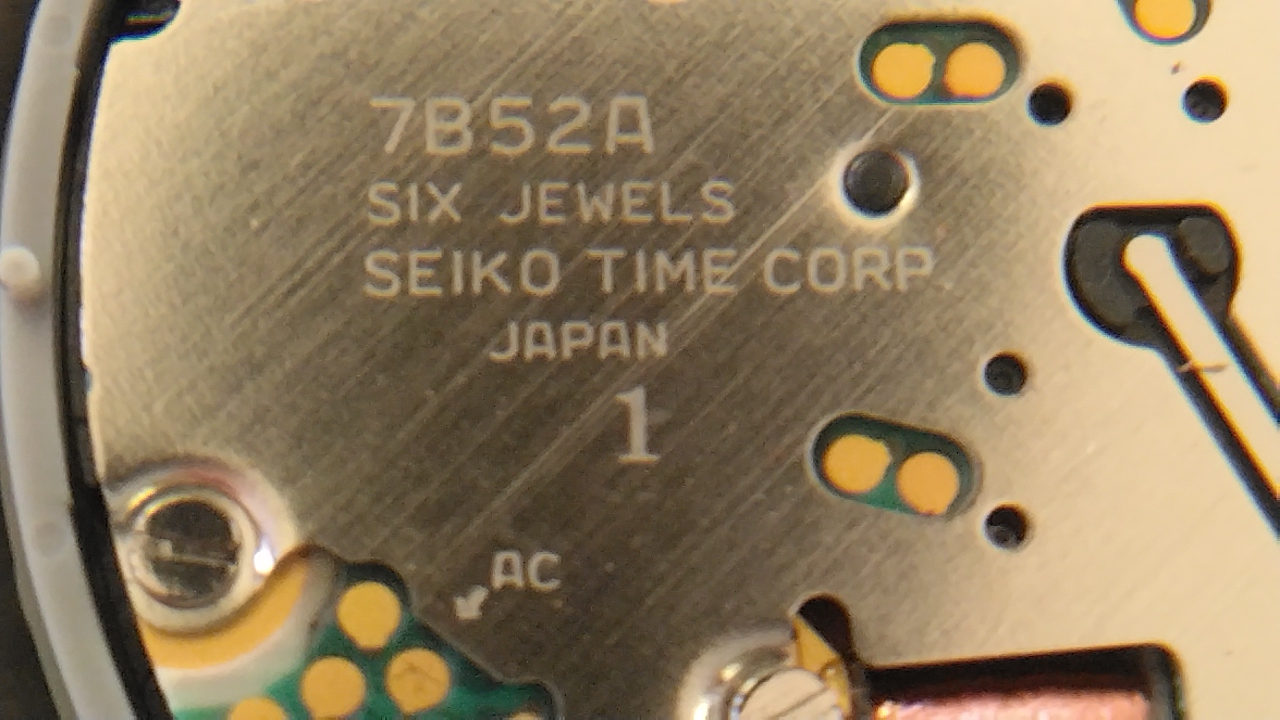 7B52A
SIX JEWELS
SEIKO TIME CORP.
JAPAN
1
AC